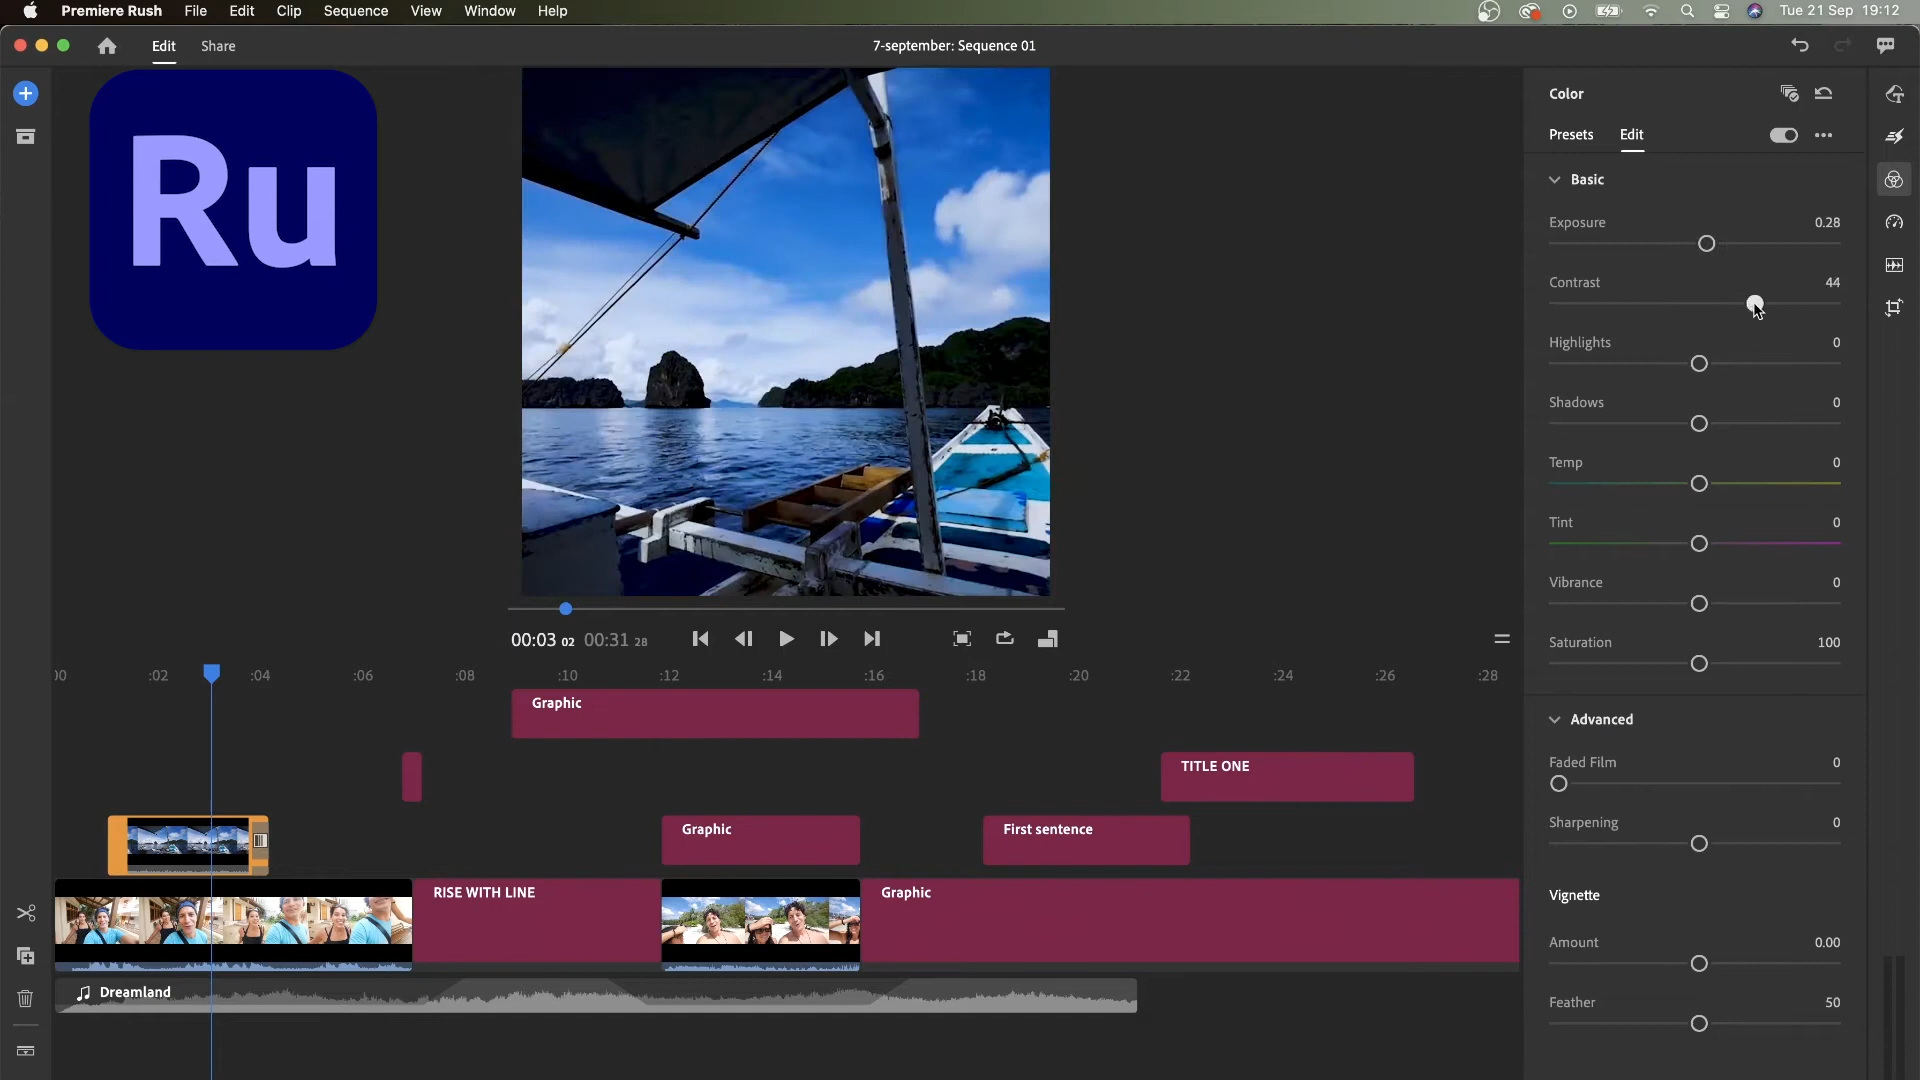 Premiere Rush File Edit Clip Sequence View Window Help Tue 21 Sep 19:12
Edit Share 7-september: Sequence 01
Ru
Color
Presets Edit
Basic
Exposure 0.28
Contrast 44
Highlights 0
Shadows 0
Temp 0
Tint 0
Vibrance 0
Saturation 100
Advanced
Faded Film 0
Sharpening 0
Vignette
Amount 0.00
Feather 50
00:03 02 00:31 28
:02 :04 :06 :08 :10 :12 :14 :16 :18 :20 :22 :24 :26 :28
Graphic
TITLE ONE
Graphic First sentence
RISE WITH LINE Graphic
Dreamland